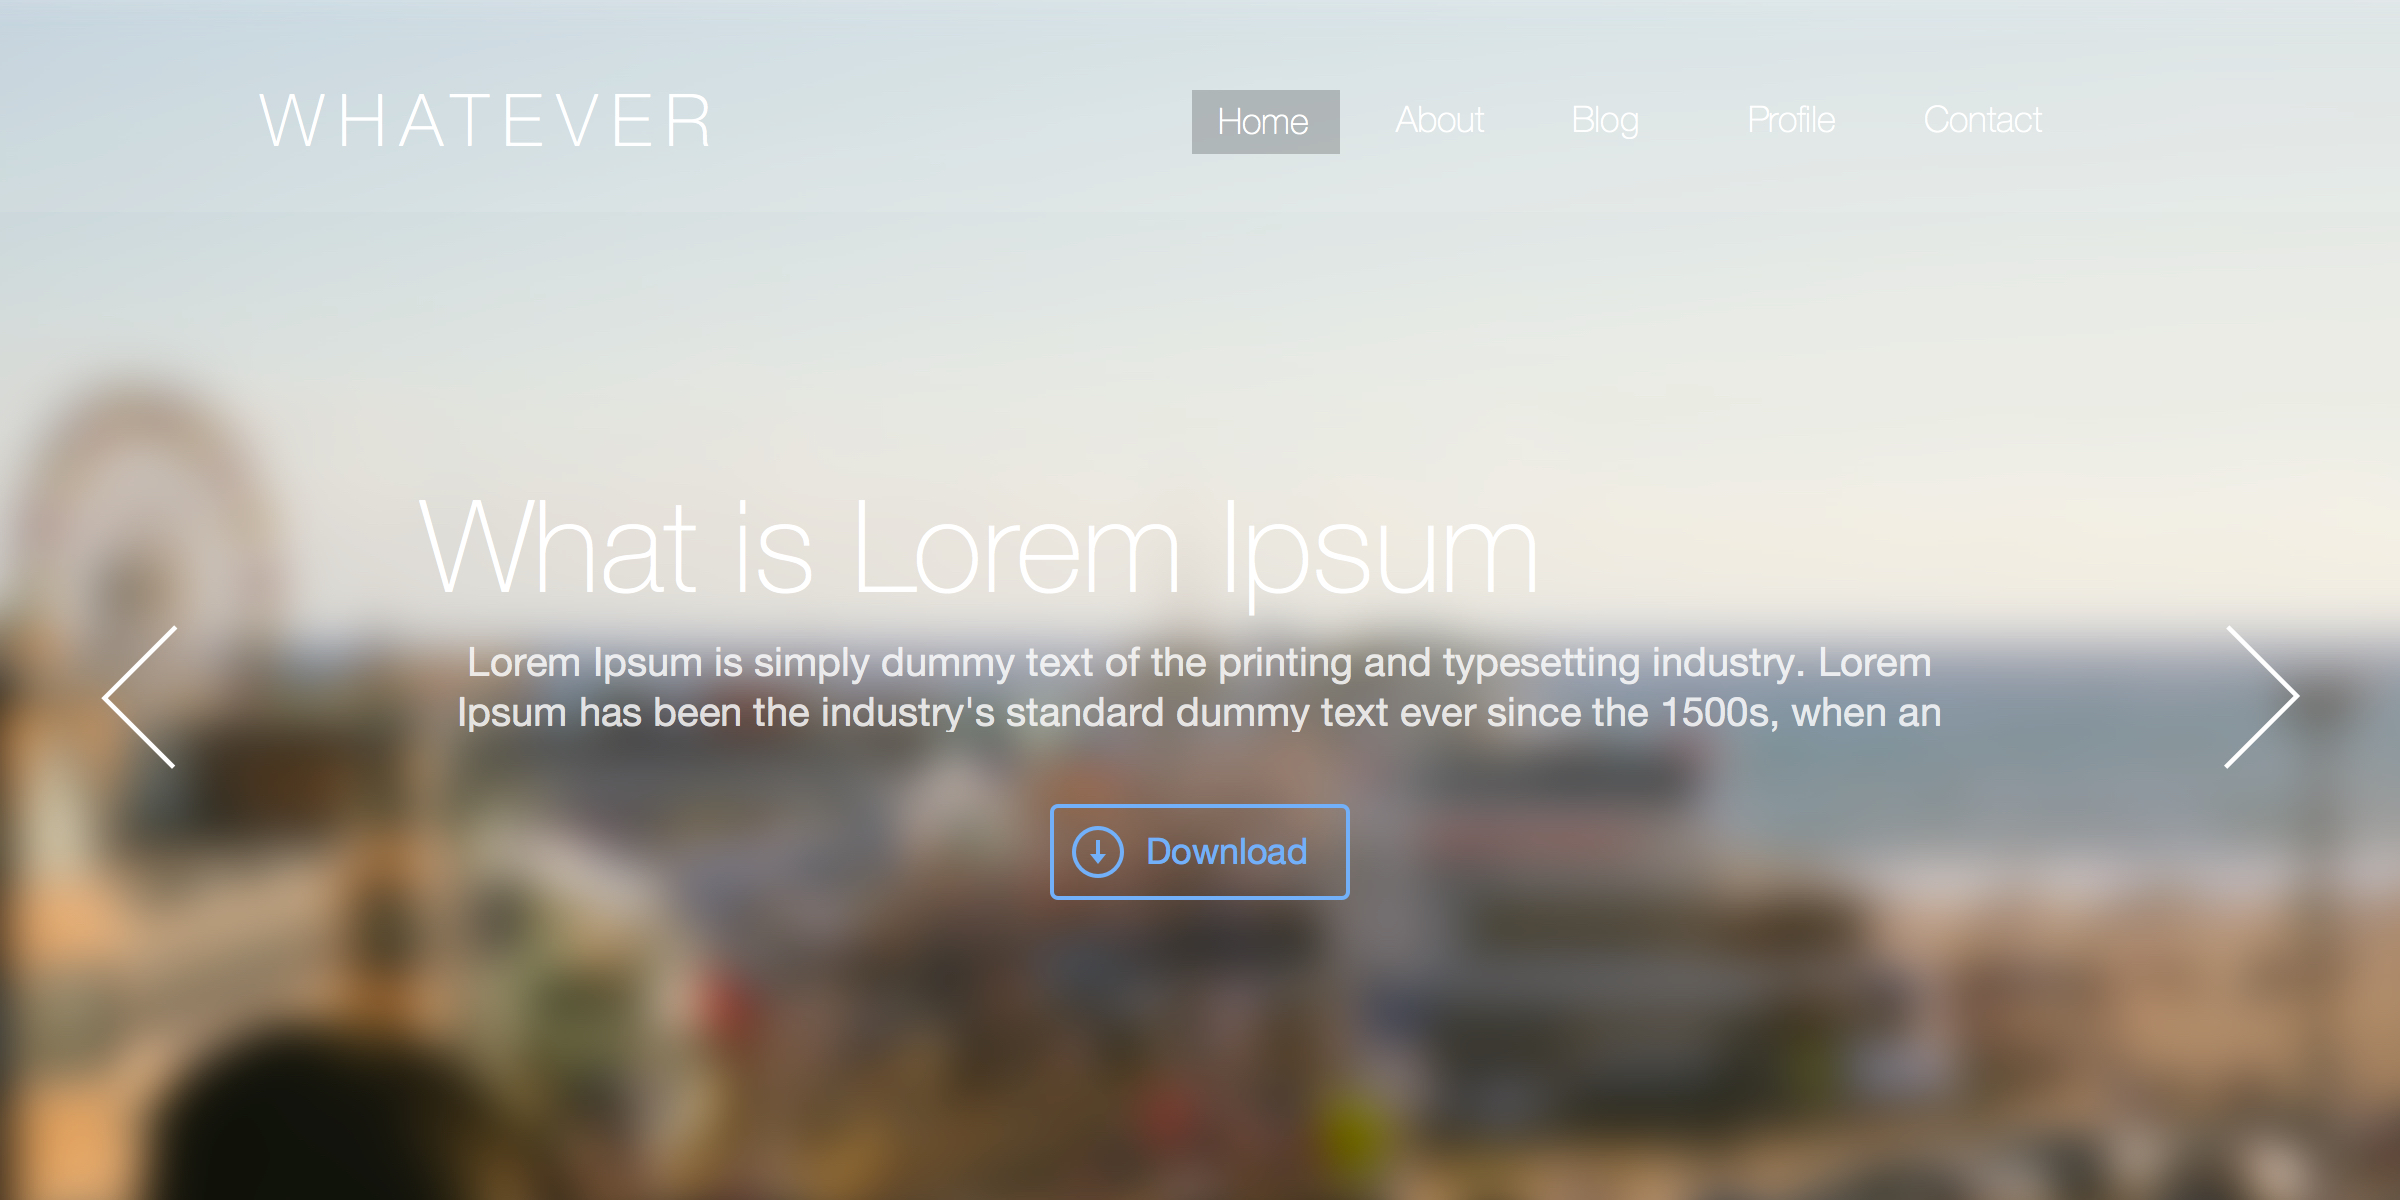 WHATEVER
Home About Blog Profile Contact
What is Lorem Ipsum
Lorem Ipsum is simply dummy text of the printing and typesetting industry. Lorem
Ipsum has been the industry's standard dummy text ever since the 1500s, when an
Download